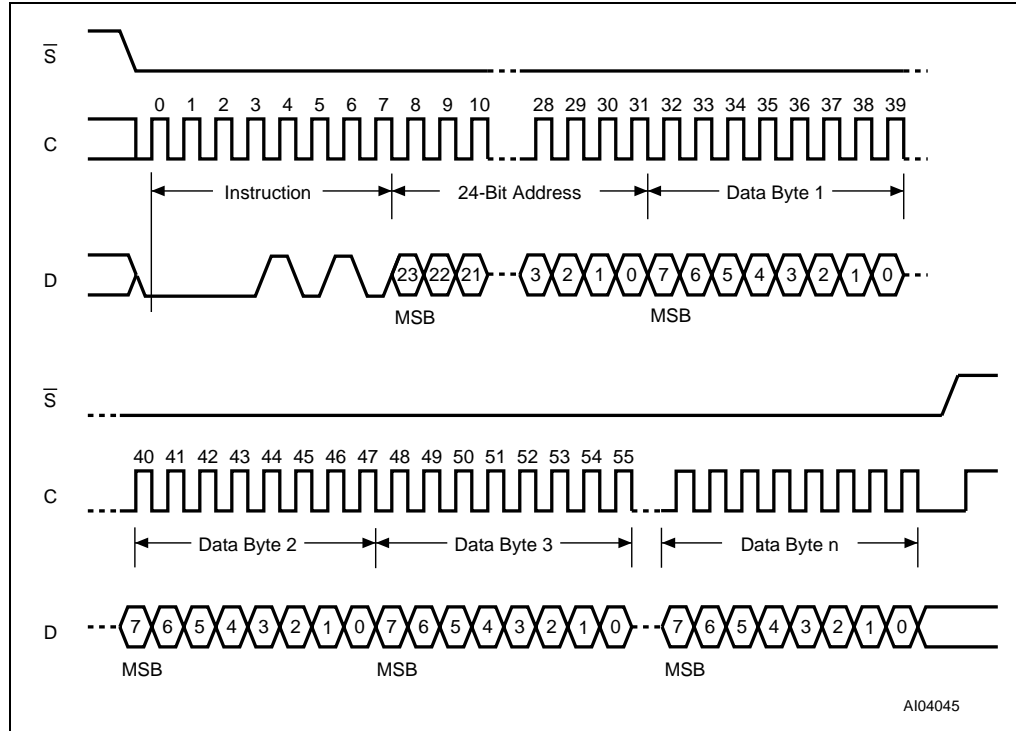 S
0 1 2 3 4 5 6 7 8 9 10 28 29 30 31 32 33 34 35 36 37 38 39
C
Instruction 24-Bit Address Data Byte 1
D 23 22 21 3 2 1 0 7 6 5 4 3 2 1 0
MSB MSB
S
40 41 42 43 44 45 46 47 48 49 50 51 52 53 54 55
C
Data Byte 2 Data Byte 3 Data Byte n
D 7 6 5 4 3 2 1 0 7 6 5 4 3 2 1 0 7 6 5 4 3 2 1 0
MSB MSB MSB
AI04045